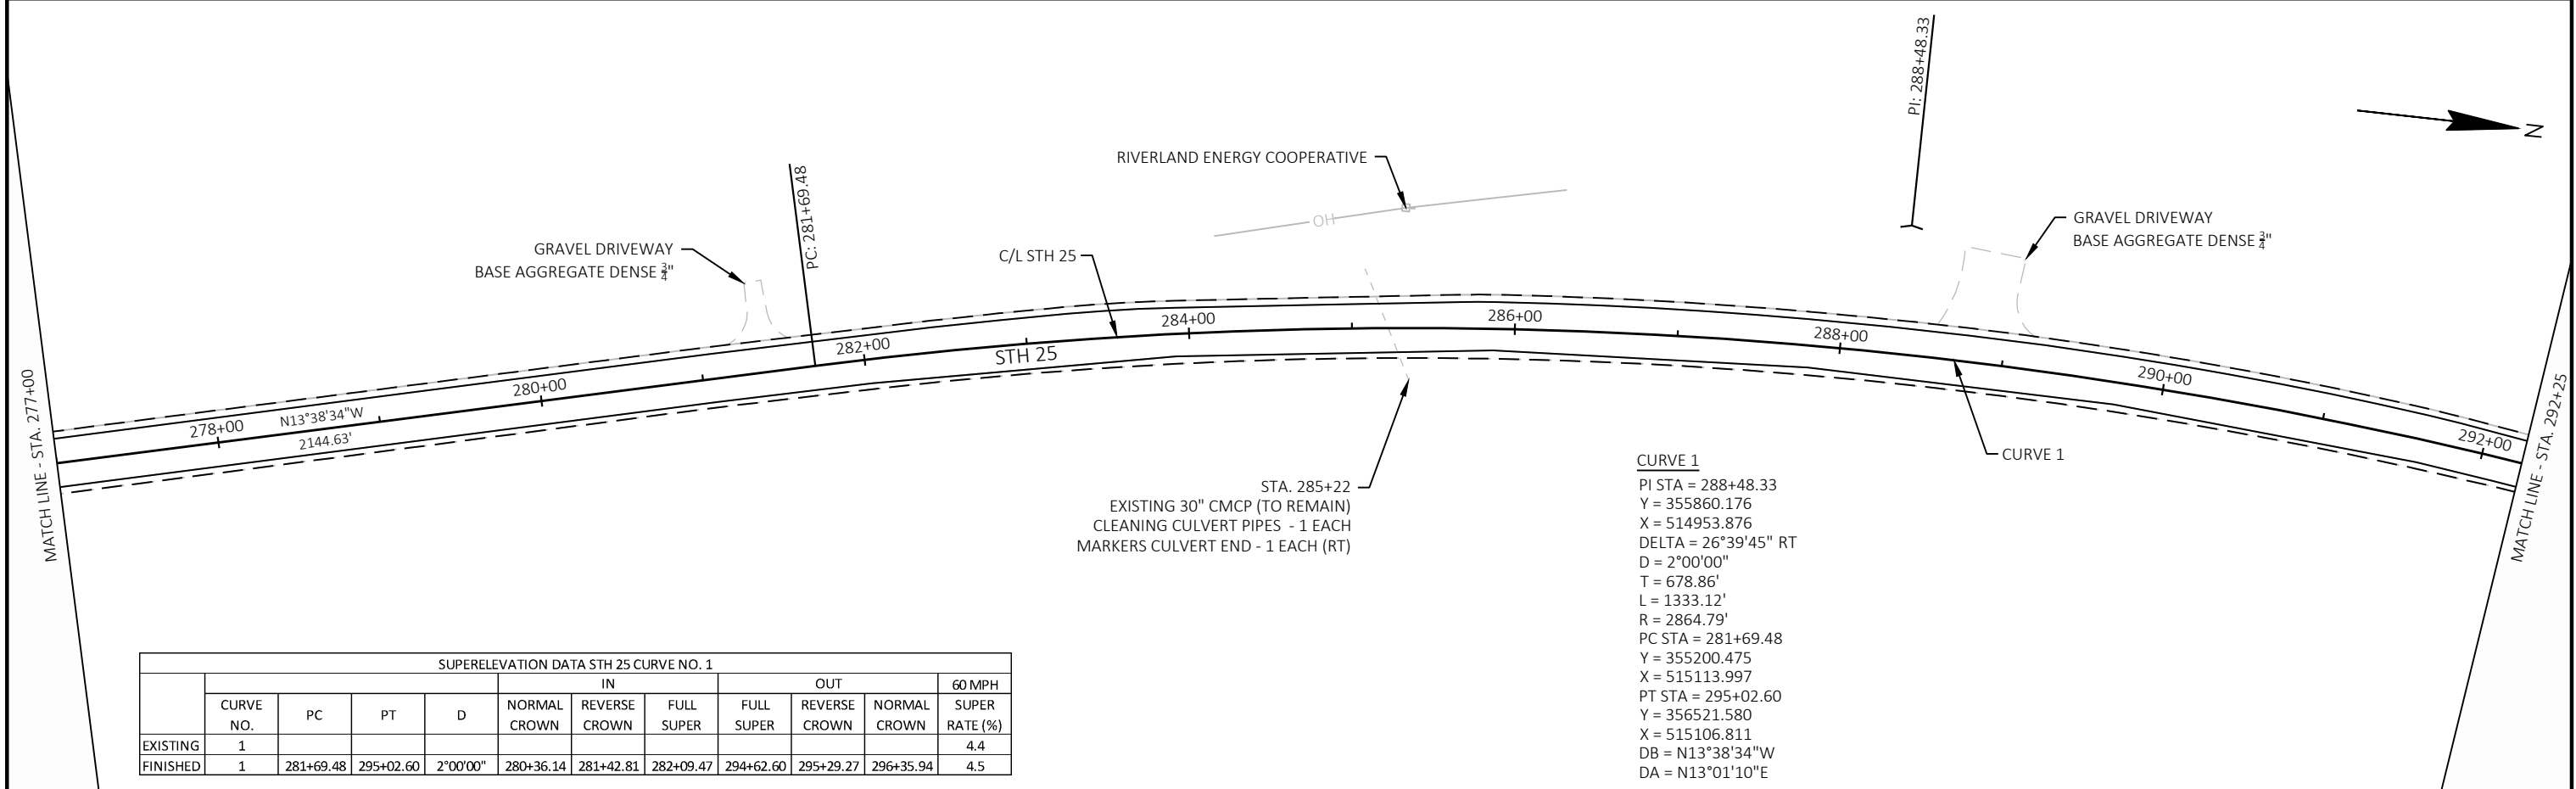 PI: 288+48.33
N
RIVERLAND ENERGY COOPERATIVE
OH
PC: 281+69.48
GRAVEL DRIVEWAY
BASE AGGREGATE DENSE ¾"
C/L STH 25
GRAVEL DRIVEWAY
BASE AGGREGATE DENSE ¾"
MATCH LINE - STA. 277+00
278+00
N13°38'34"W
2144.63'
280+00
282+00
STH 25
284+00
286+00
288+00
290+00
292+00
MATCH LINE - STA. 292+25
CURVE 1
STA. 285+22
EXISTING 30" CMCP (TO REMAIN)
CLEANING CULVERT PIPES - 1 EACH
MARKERS CULVERT END - 1 EACH (RT)
CURVE 1
PI STA = 288+48.33
Y = 355860.176
X = 514953.876
DELTA = 26°39'45" RT
D = 2°00'00"
T = 678.86'
L = 1333.12'
R = 2864.79'
PC STA = 281+69.48
Y = 355200.475
X = 515113.997
PT STA = 295+02.60
Y = 356521.580
X = 515106.811
DB = N13°38'34"W
DA = N13°01'10"E
SUPERELEVATION DATA STH 25 CURVE NO. 1
IN OUT 60 MPH
CURVE NO. PC PT D NORMAL CROWN REVERSE CROWN FULL SUPER FULL SUPER REVERSE CROWN NORMAL CROWN SUPER RATE (%)
EXISTING 1 4.4
FINISHED 1 281+69.48 295+02.60 2°00'00" 280+36.14 281+42.81 282+09.47 294+62.60 295+29.27 296+35.94 4.5